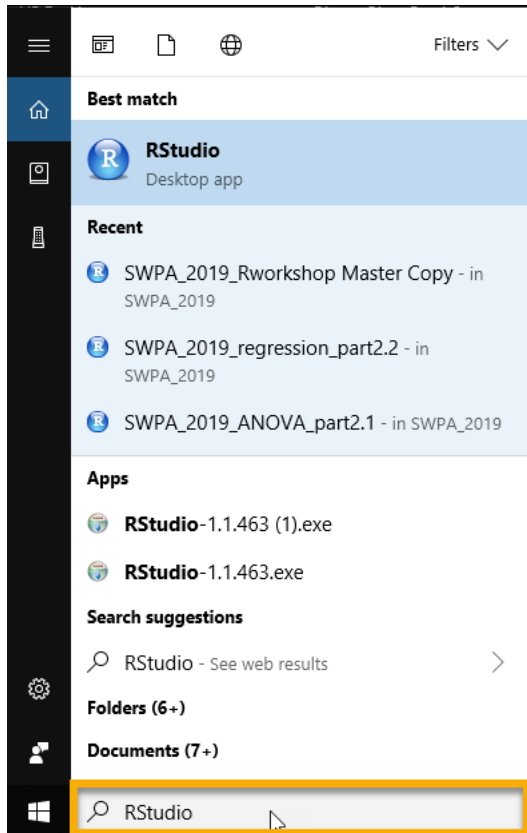 Filters
Best match
RStudio
Desktop app
Recent
SWPA_2019_Rworkshop Master Copy - in
SWPA_2019
SWPA_2019_regression_part2.2 - in
SWPA_2019
SWPA_2019_ANOVA_part2.1 - in SWPA_2019
Apps
RStudio-1.1.463 (1).exe
RStudio-1.1.463.exe
Search suggestions
RStudio - See web results
Folders (6+)
Documents (7+)
RStudio